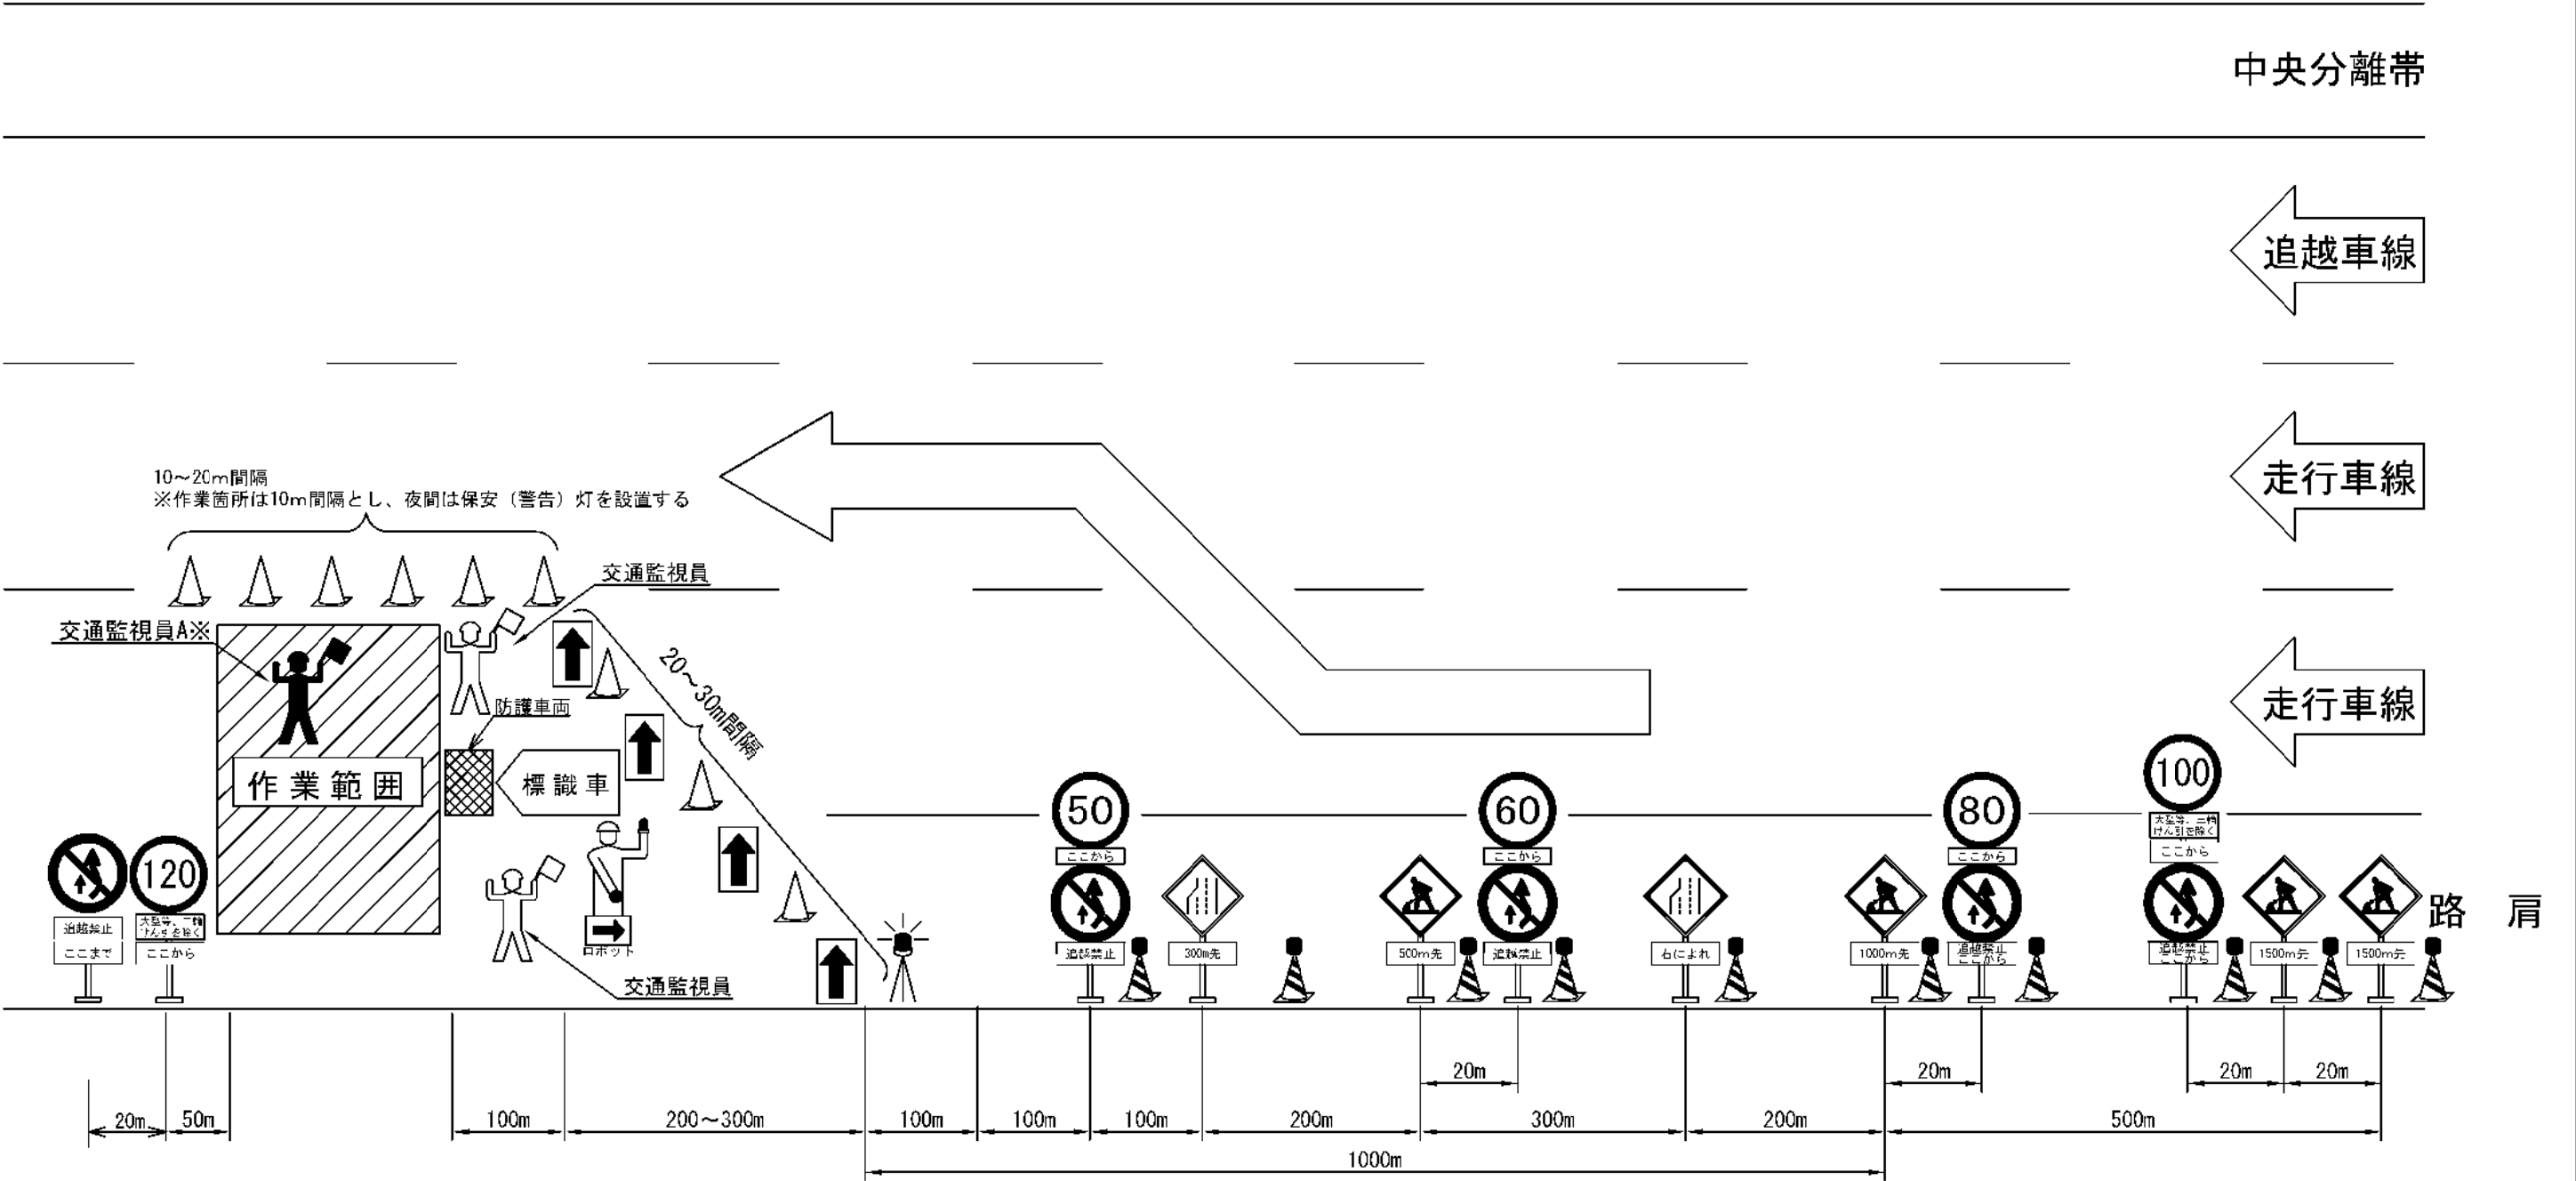 中央分離帯
追越車線
走行車線
走行車線
10～20m間隔
※作業箇所は10m間隔とし、夜間は保安（警告）灯を設置する
交通監視員
交通監視員A※
20～30m間隔
防護車両
作業範囲
標識車
ロボット
交通監視員
追越禁止
ここまで
120
大型等、三輪
けん引を除く
ここから
50
ここから
追越禁止
300m先
500m先
60
ここから
追越禁止
右によれ
1000m先
80
ここから
追越禁止
ここから
100
大型等、三輪
けん引を除く
ここから
追越禁止
ここから
1500m先
1500m先
路 肩
20m
20m
20m
20m
20m
50m
100m
200～300m
100m
100m
100m
200m
300m
200m
500m
1000m